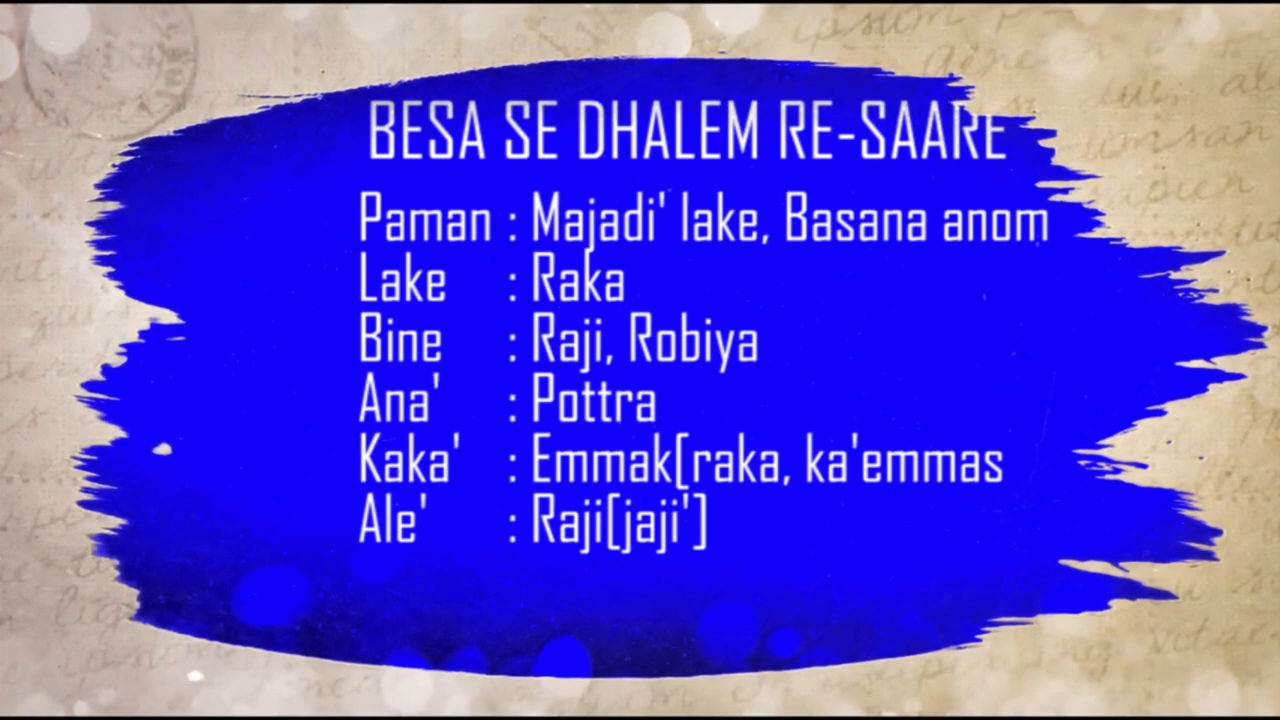 BESA SE DHALEM RE-SAARE
Paman : Majadi' lake, Basana anom
Lake : Raka
Bine : Raji, Robiya
Ana' : Pottra
Kaka' : Emmak(raka, ka'emmas
Ale' : Raji(jaji')